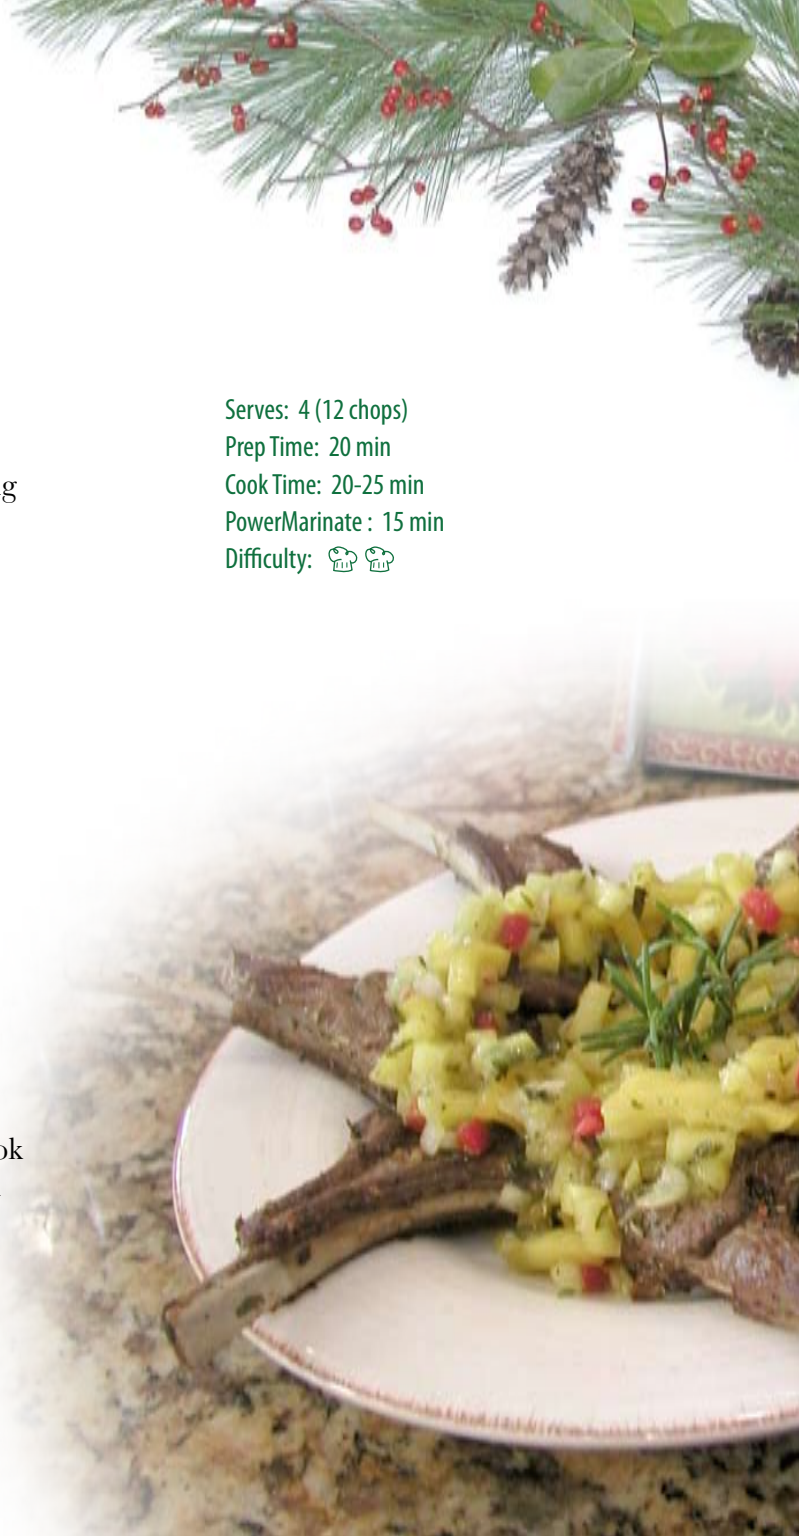 Serves: 4 (12 chops)
Prep Time: 20 min
Cook Time: 20-25 min
PowerMarinate : 15 min
Difficulty: